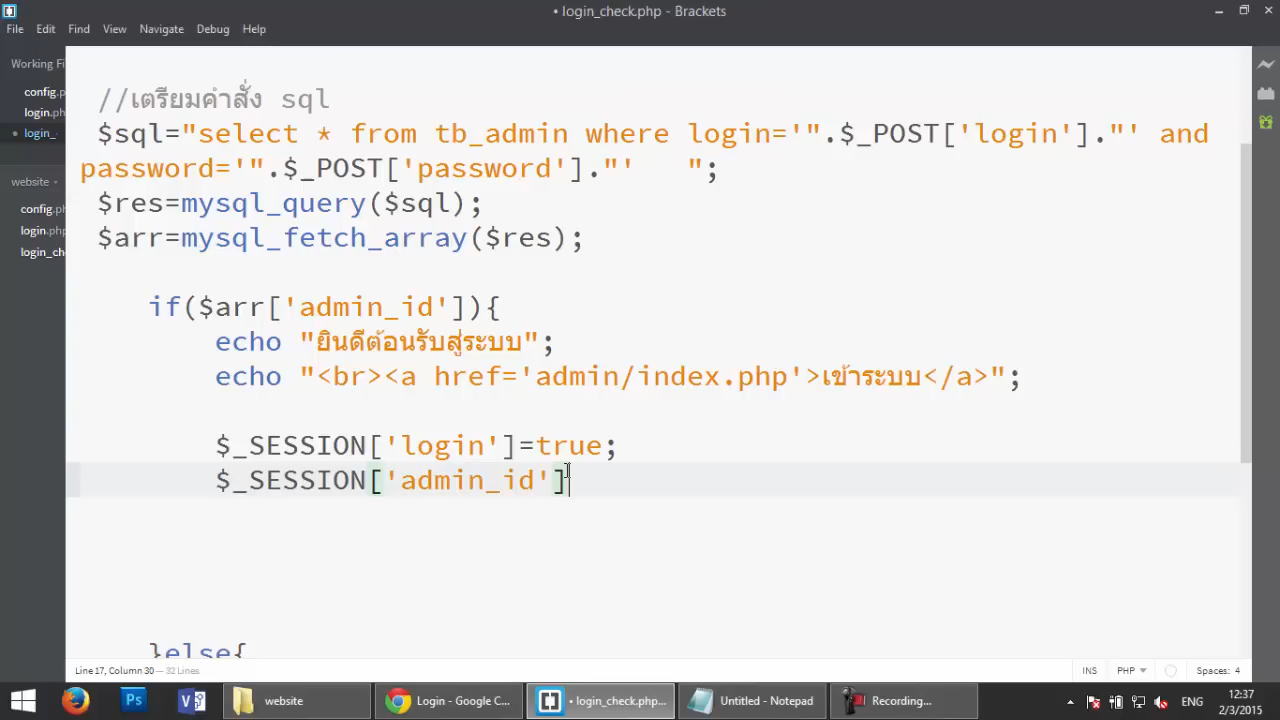 • login_check.php - Brackets
File Edit Find View Navigate Debug Help
Working Fi
config.p
login.ph
• login_
website
config.ph
login.php
login_ch
//เตรียมคำสั่ง sql
$sql="select * from tb_admin where login='".$_POST['login']."' and
password='".$_POST['password']."'   ";
$res=mysql_query($sql);
$arr=mysql_fetch_array($res);
if($arr['admin_id']){
echo "ยินดีต้อนรับสู่ระบบ";
echo "<br><a href='admin/index.php'>เข้าระบบ</a>";
$_SESSION['login']=true;
$_SESSION['admin_id']
}else{
Line 17, Column 30 — 32 Lines
INS PHP Spaces: 4
Ps
website
Login - Google C...
• login_check.php...
Untitled - Notepad
Recording...
ENG
12:37
2/3/2015